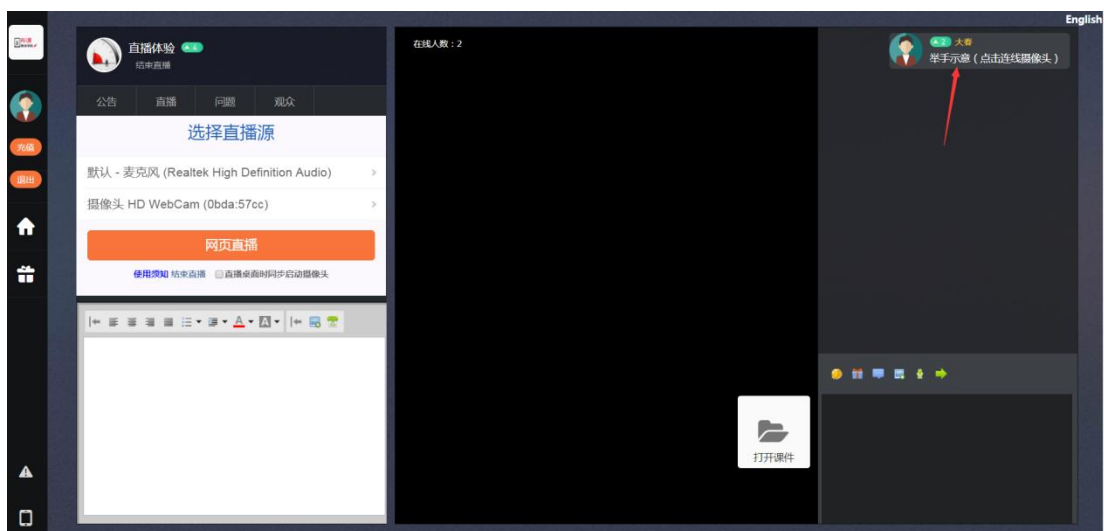 English
直播体验
结束直播
充值
退出
公告 直播 问题 观众
选择直播源
默认 - 麦克风 (Realtek High Definition Audio)
摄像头 HD WebCam (0bda:57cc)
网页直播
使用须知 结束直播 直播桌面时同步启动摄像头
在线人数 : 2
打开课件
2 大春
举手示意 ( 点击连线摄像头 )